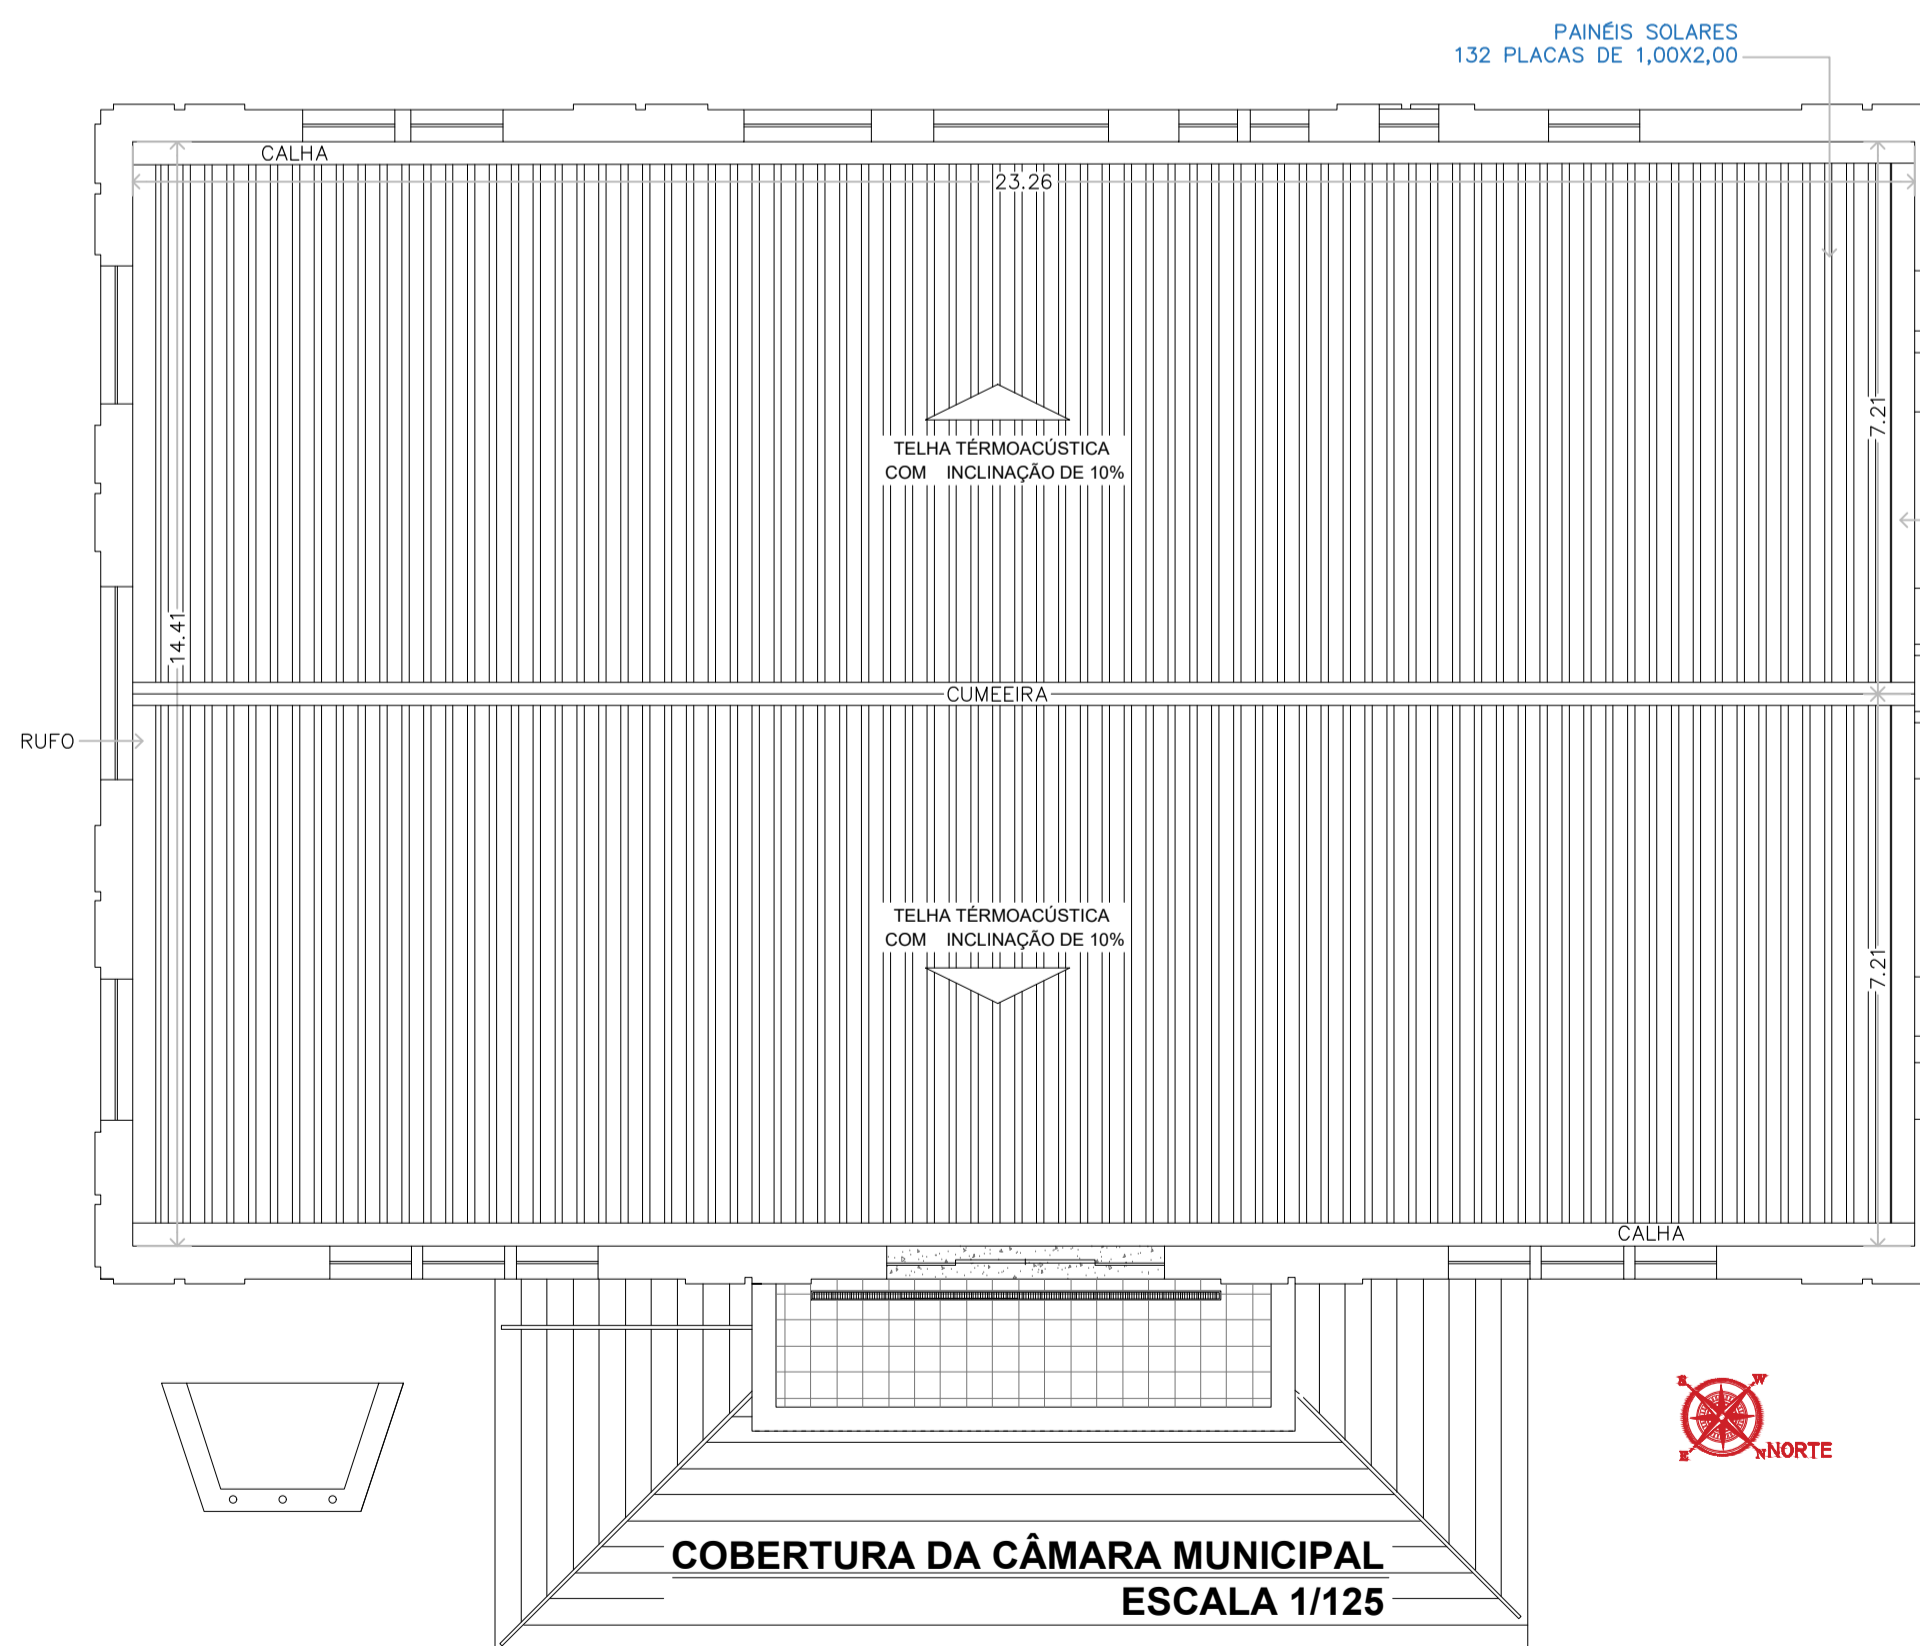 PAINÉIS SOLARES
132 PLACAS DE 1,00X2,00
CALHA
23.26
7.21
TELHA TÉRMOACÚSTICA
COM INCLINAÇÃO DE 10%
14.41
CUMEEIRA
RUFO
TELHA TÉRMOACÚSTICA
COM INCLINAÇÃO DE 10%
7.21
CALHA
S W
E N NORTE
COBERTURA DA CÂMARA MUNICIPAL
ESCALA 1/125